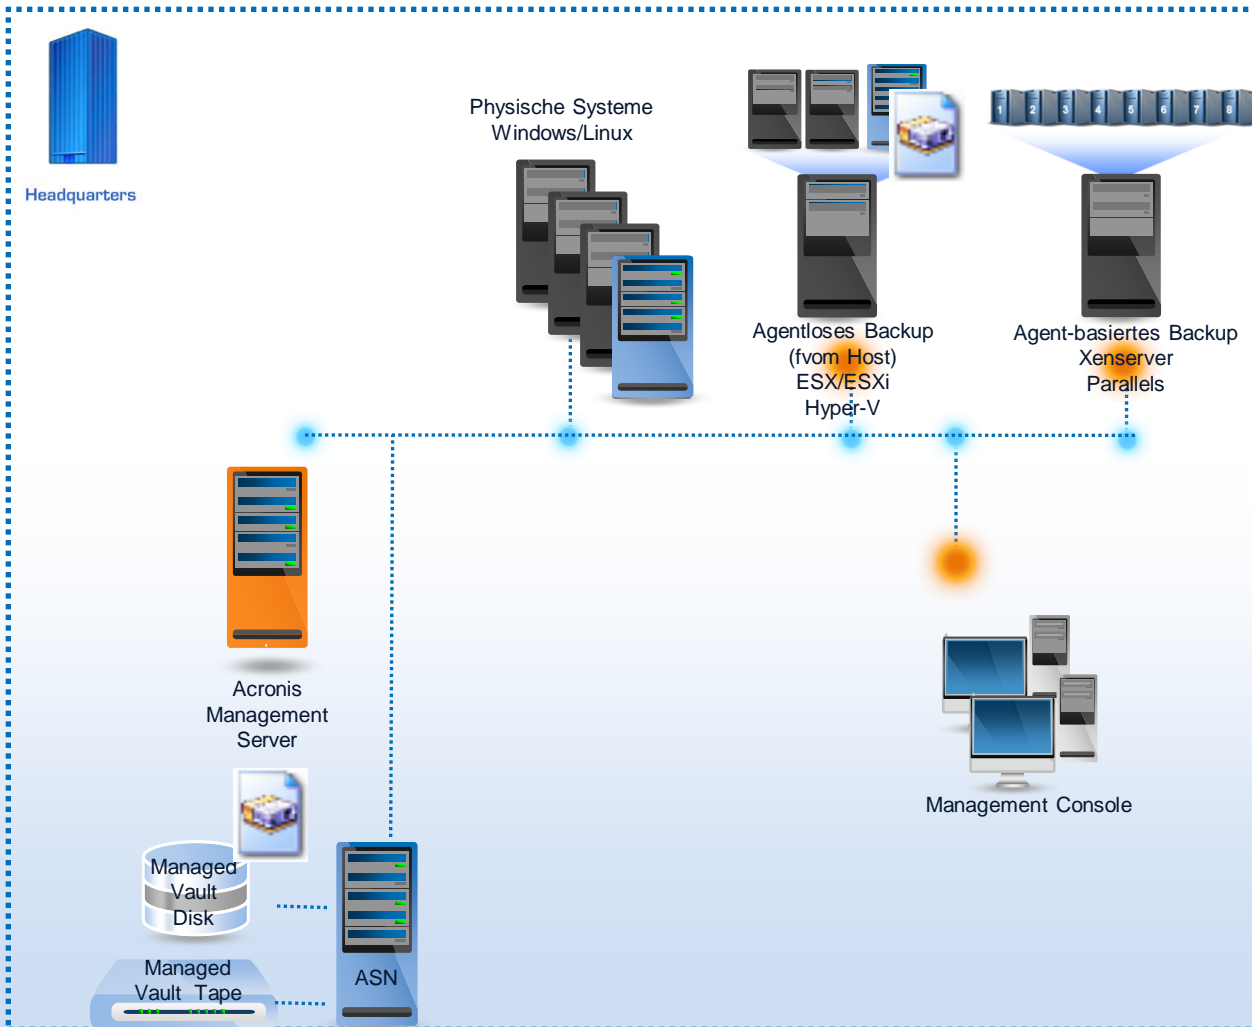 Headquarters
Physische Systeme
Windows/Linux
1 2 3 4 5 6 7 8
Agentloses Backup
(fvom Host)
ESX/ESXi
Hyper-V
Agent-basiertes Backup
Xenserver
Parallels
Acronis
Management
Server
Management Console
Managed
Vault
Disk
Managed
Vault Tape
ASN